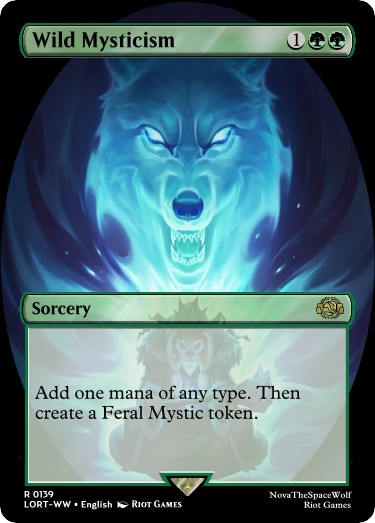 Wild Mysticism 1
Sorcery
Add one mana of any type. Then
create a Feral Mystic token.
R 0139 NovaTheSpaceWolf
LORT-WW • English Riot Games Riot Games